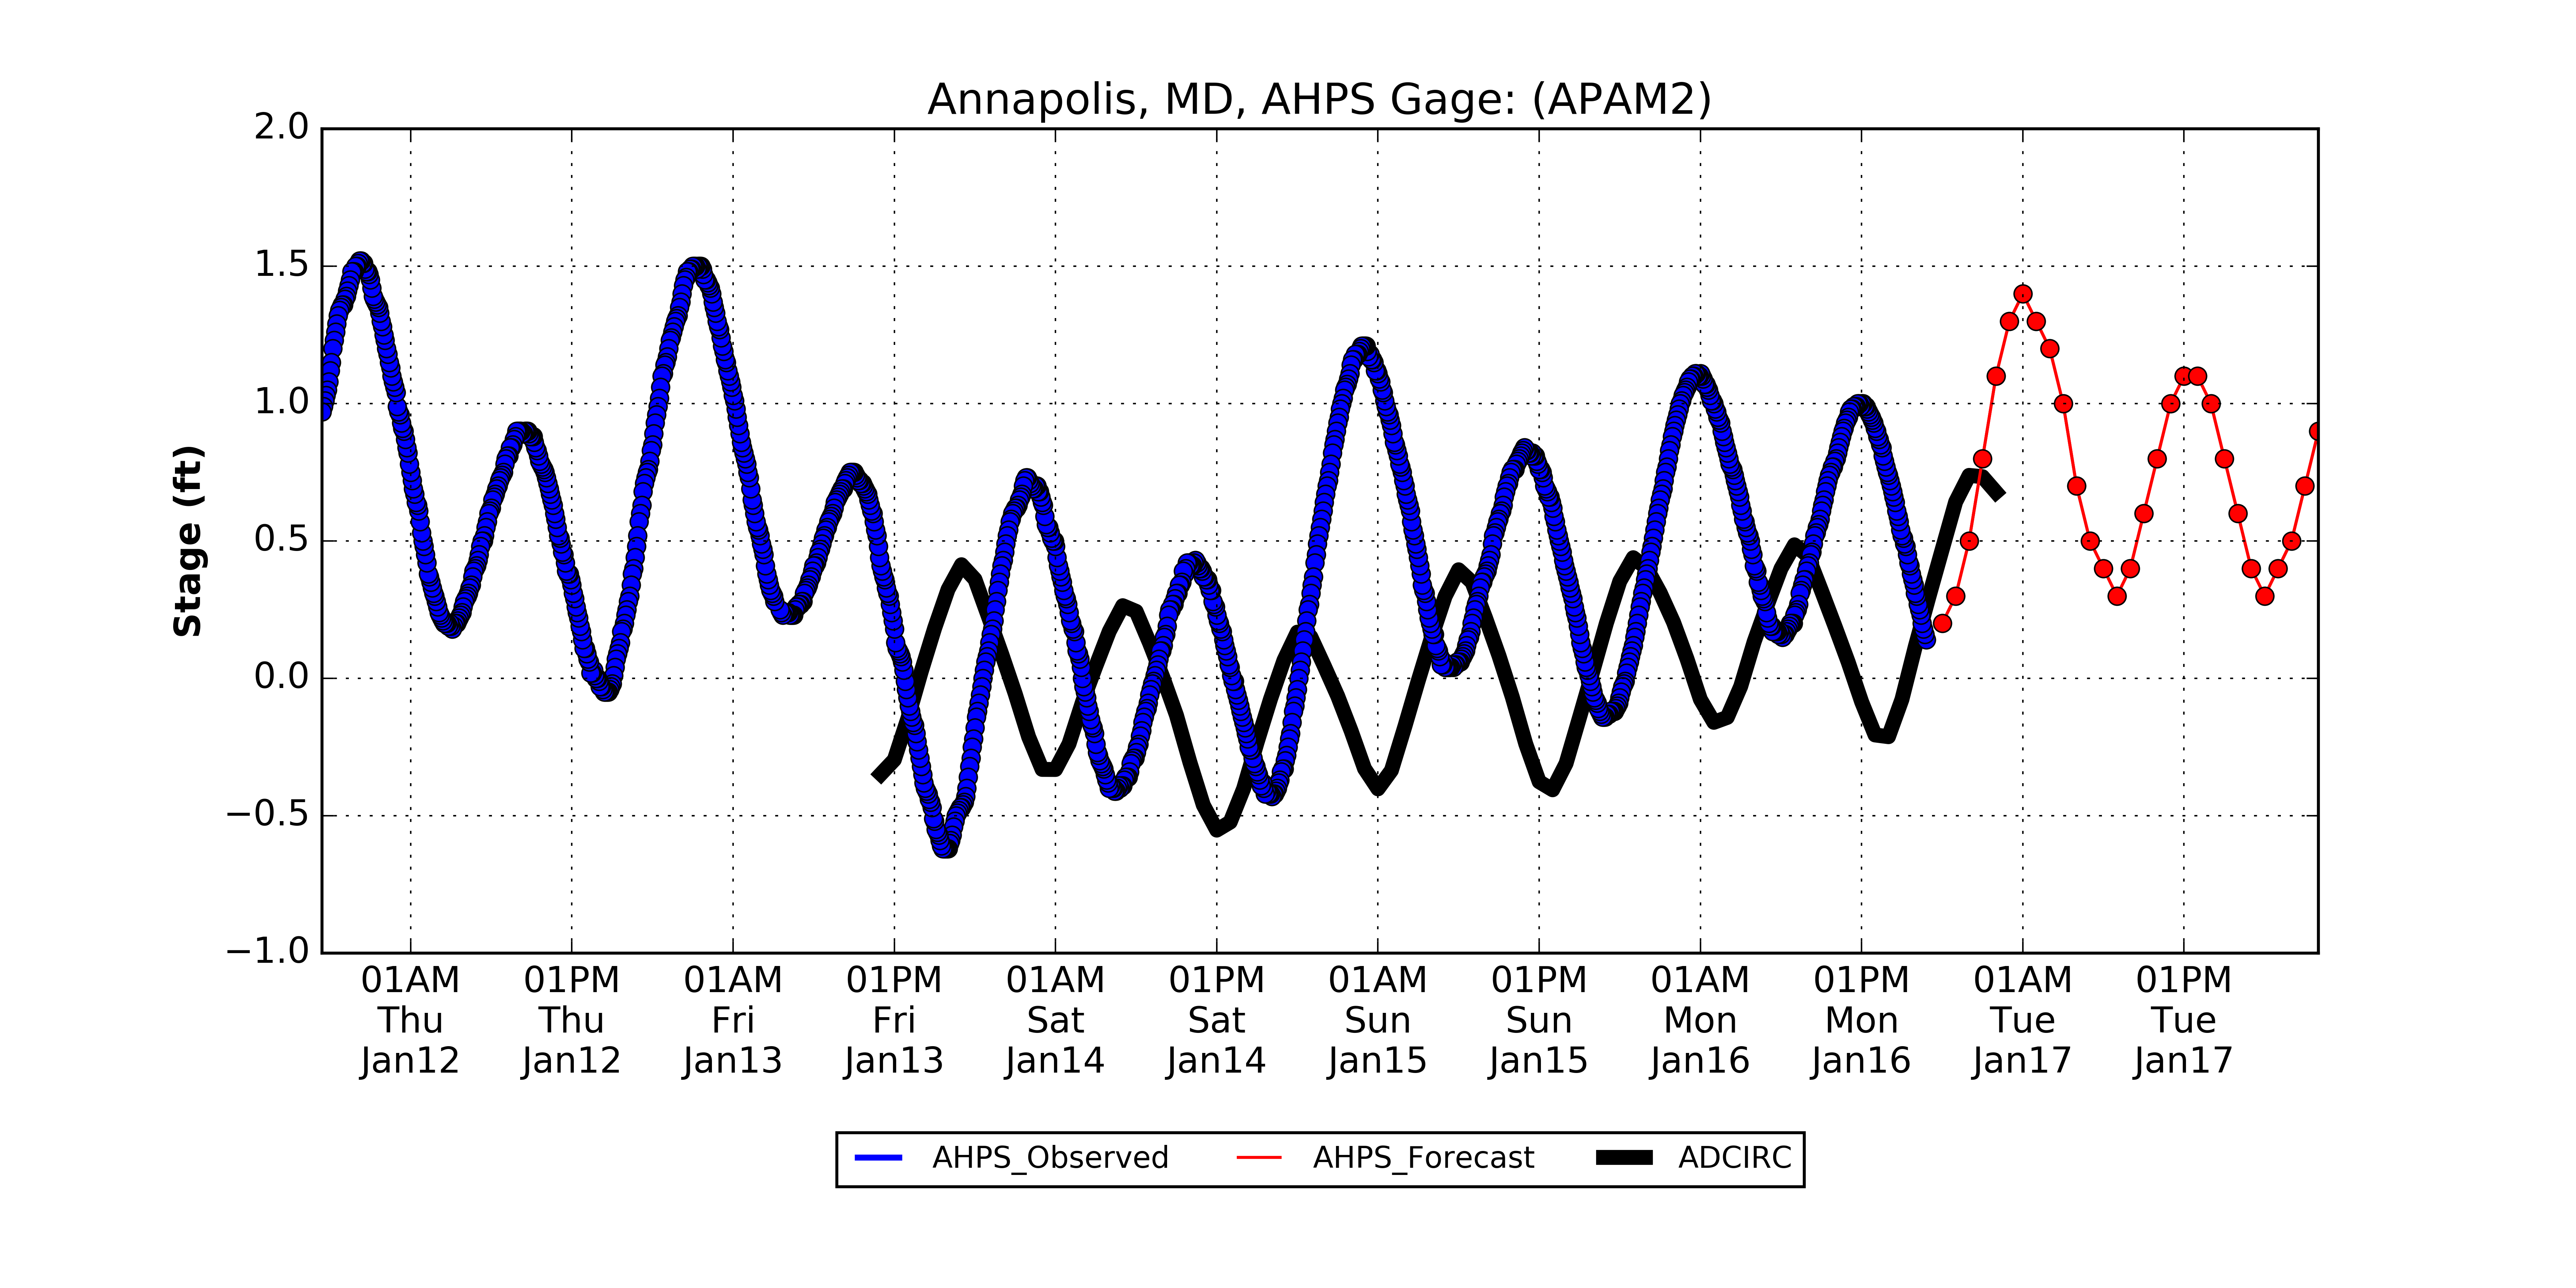 Annapolis, MD, AHPS Gage: (APAM2)
2.0
1.5
1.0
0.5
0.0
−0.5
−1.0
Stage (ft)
01AM 01PM 01AM 01PM 01AM 01PM 01AM 01PM 01AM 01PM 01AM 01PM
Thu Thu Fri Fri Sat Sat Sun Sun Mon Mon Tue Tue
Jan12 Jan12 Jan13 Jan13 Jan14 Jan14 Jan15 Jan15 Jan16 Jan16 Jan17 Jan17
AHPS_Observed AHPS_Forecast ADCIRC